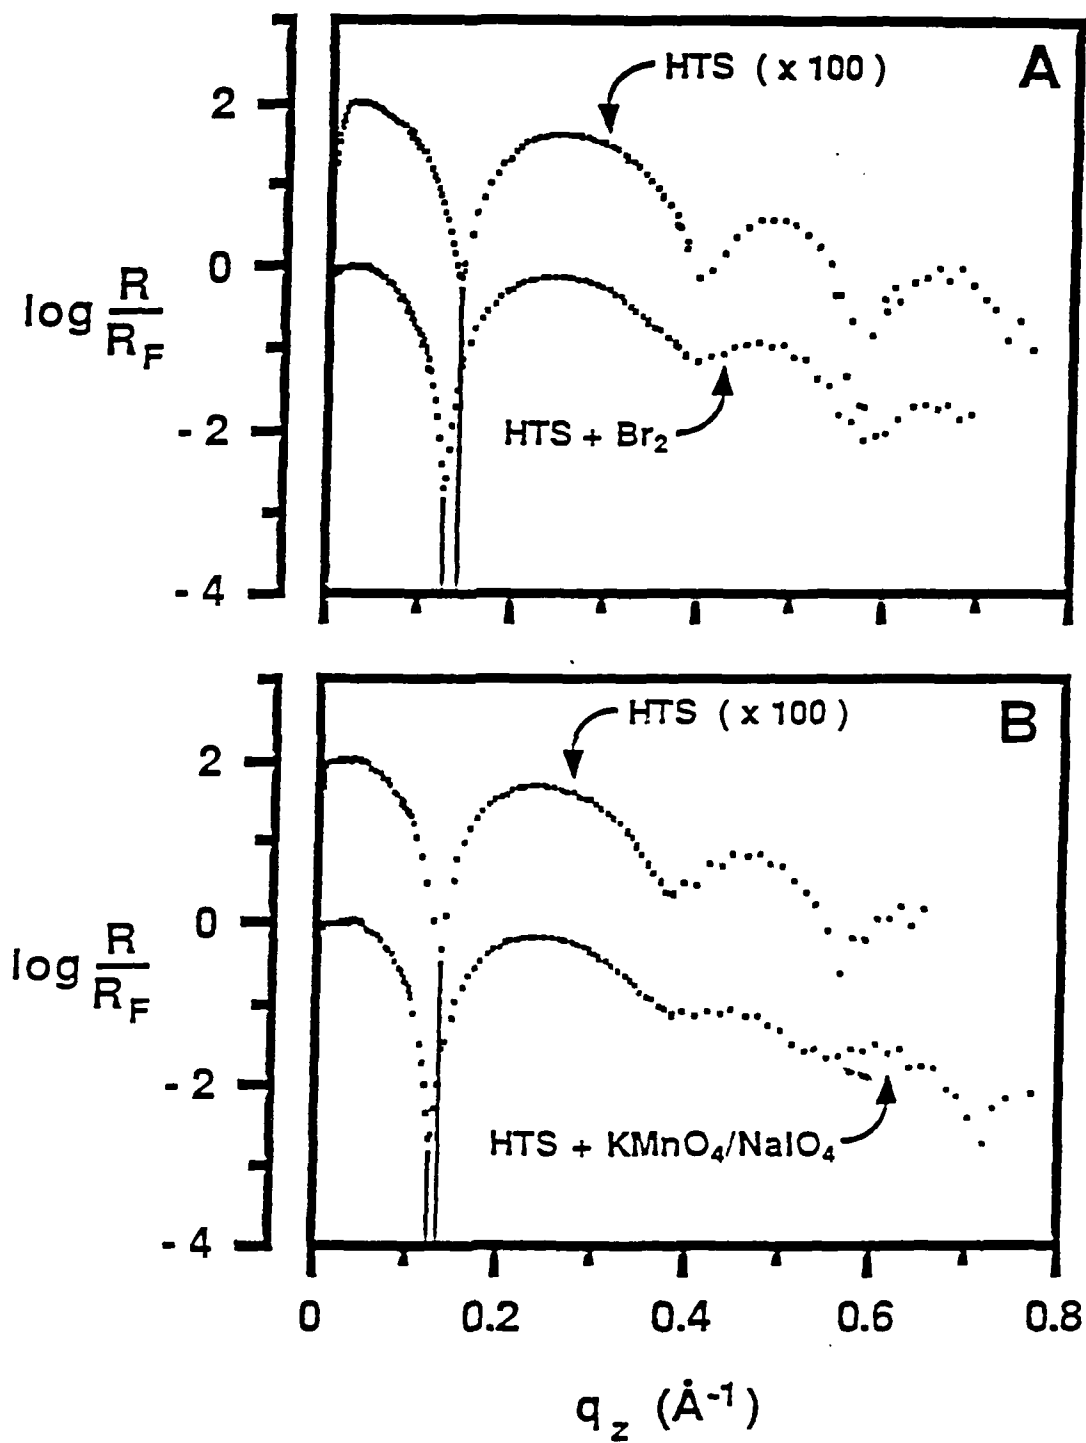 A
HTS (x 100)
2
0
-2
-4
log R/R_F
HTS + Br₂
B
HTS (x 100)
2
0
-2
-4
log R/R_F
HTS + KMnO₄/NaIO₄
0 0.2 0.4 0.6 0.8
q_z (Å⁻¹)